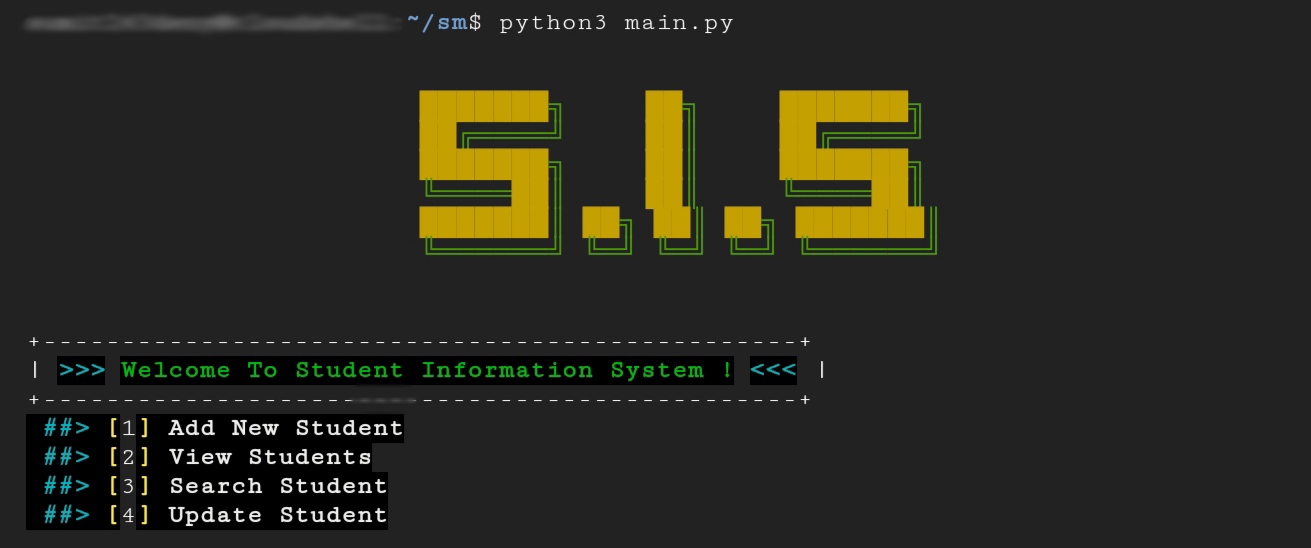 ~/sm$ python3 main.py
S.I.S
+------------------------------------------------+
| >>> Welcome To Student Information System ! <<< |
+------------------------------------------------+
##> [1] Add New Student
##> [2] View Students
##> [3] Search Student
##> [4] Update Student